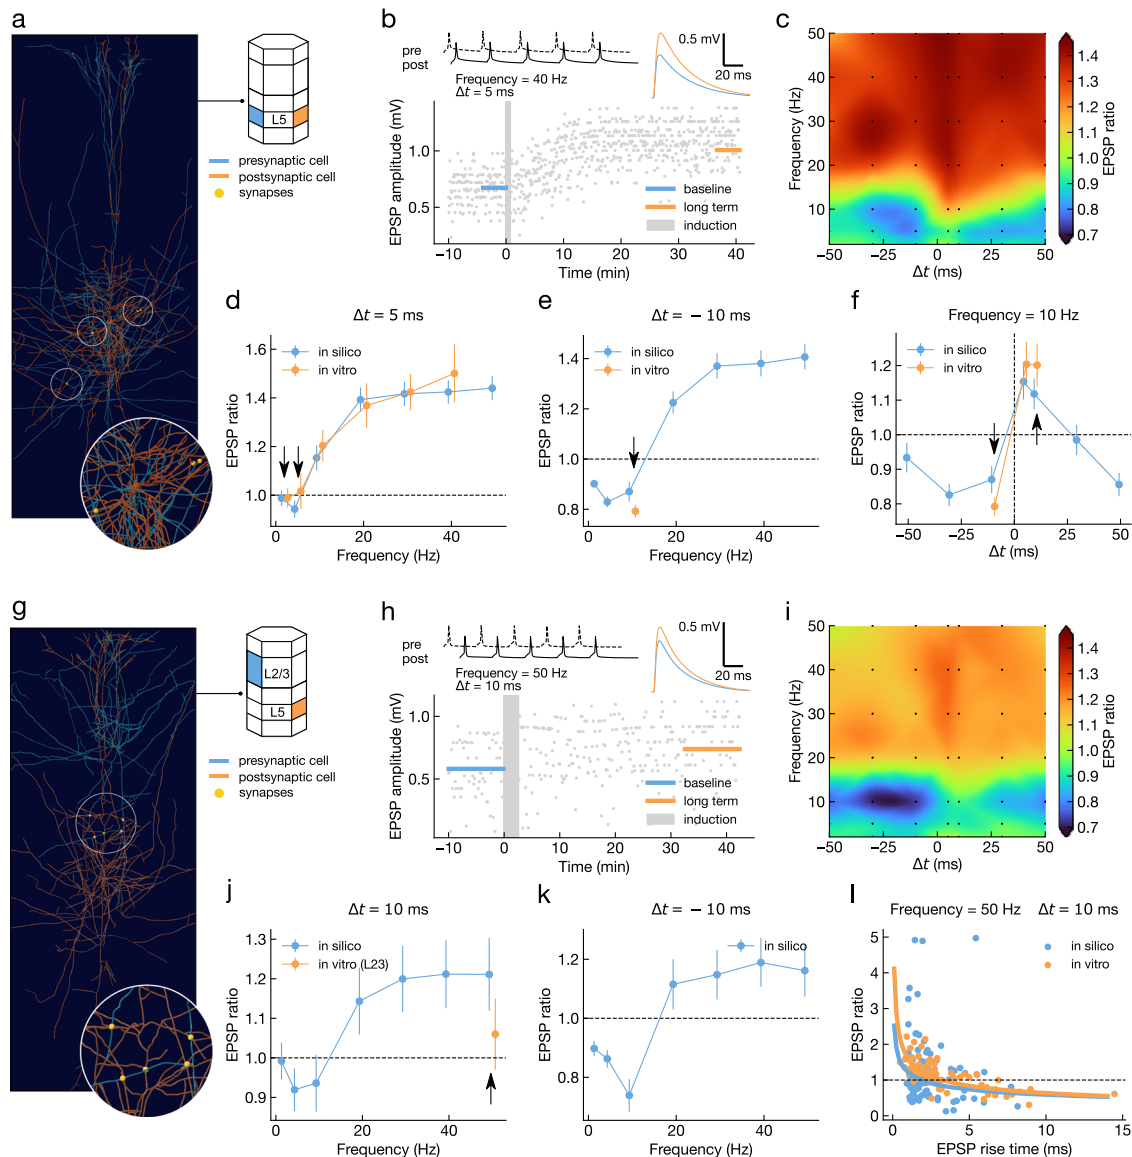 a
L5
presynaptic cell
postsynaptic cell
synapses
b
pre
post
Frequency = 40 Hz
Δt = 5 ms
0.5 mV
20 ms
EPSP amplitude (mV)
1.0
0.5
baseline
long term
induction
−10 0 10 20 30 40
Time (min)
c
Frequency (Hz)
50
40
30
20
10
−50 −25 0 25 50
Δt (ms)
1.4
1.3
1.2
1.1
1.0
0.9
0.8
0.7
EPSP ratio
d
Δt = 5 ms
in silico
in vitro
EPSP ratio
1.6
1.4
1.2
1.0
0 20 40
Frequency (Hz)
e
Δt = − 10 ms
in silico
in vitro
EPSP ratio
1.4
1.2
1.0
0.8
0 20 40
Frequency (Hz)
f
Frequency = 10 Hz
in silico
in vitro
EPSP ratio
1.2
1.1
1.0
0.9
0.8
−50 −25 0 25 50
Δt (ms)
g
L2/3
L5
presynaptic cell
postsynaptic cell
synapses
h
pre
post
Frequency = 50 Hz
Δt = 10 ms
0.5 mV
20 ms
EPSP amplitude (mV)
1.0
0.5
baseline
long term
induction
−10 0 10 20 30 40
Time (min)
i
Frequency (Hz)
50
40
30
20
10
−50 −25 0 25 50
Δt (ms)
1.4
1.3
1.2
1.1
1.0
0.9
0.8
0.7
EPSP ratio
j
Δt = 10 ms
in silico
in vitro (L23)
EPSP ratio
1.3
1.2
1.1
1.0
0.9
0 20 40
Frequency (Hz)
k
Δt = − 10 ms
in silico
EPSP ratio
1.2
1.0
0.8
0 20 40
Frequency (Hz)
l
Frequency = 50 Hz Δt = 10 ms
in silico
in vitro
EPSP ratio
5
4
3
2
1
0
0 5 10 15
EPSP rise time (ms)